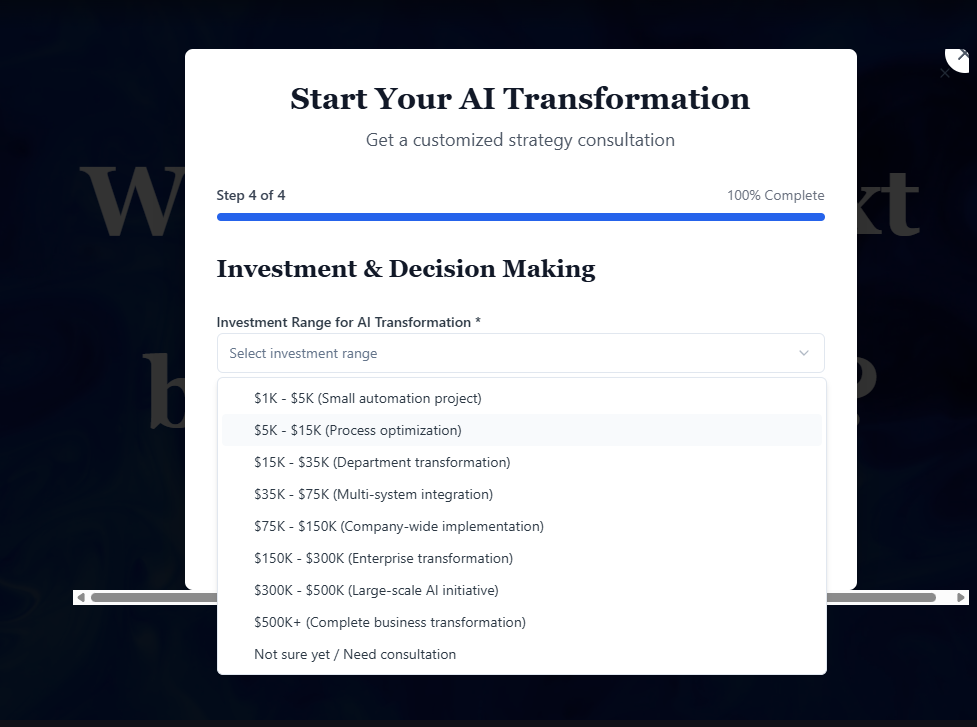 Start Your AI Transformation
Get a customized strategy consultation
Step 4 of 4
100% Complete
Investment & Decision Making
Investment Range for AI Transformation *
Select investment range
$1K - $5K (Small automation project)
$5K - $15K (Process optimization)
$15K - $35K (Department transformation)
$35K - $75K (Multi-system integration)
$75K - $150K (Company-wide implementation)
$150K - $300K (Enterprise transformation)
$300K - $500K (Large-scale AI initiative)
$500K+ (Complete business transformation)
Not sure yet / Need consultation